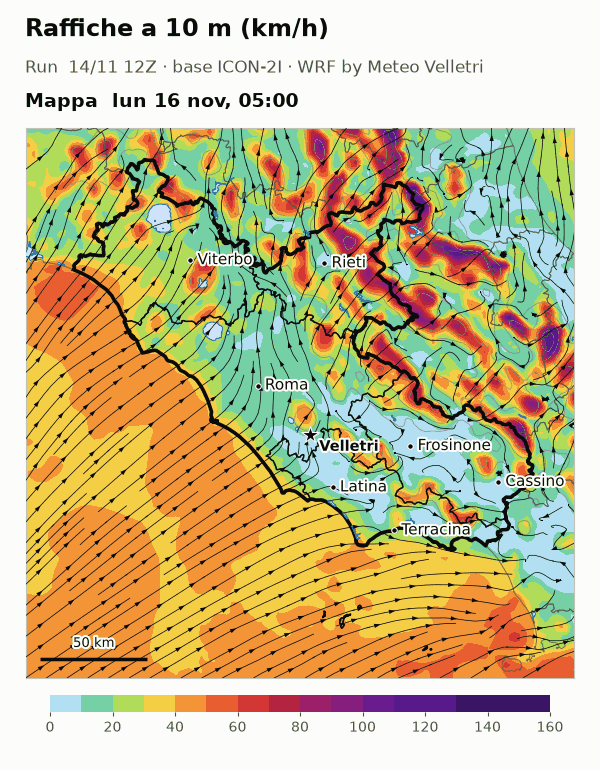 Raffiche a 10 m (km/h)
Run 14/11 12Z · base ICON-2I · WRF by Meteo Velletri
Mappa lun 16 nov, 05:00
Viterbo
Rieti
Roma
Velletri
Frosinone
Cassino
Latina
Terracina
50 km
0 20 40 60 80 100 120 140 160